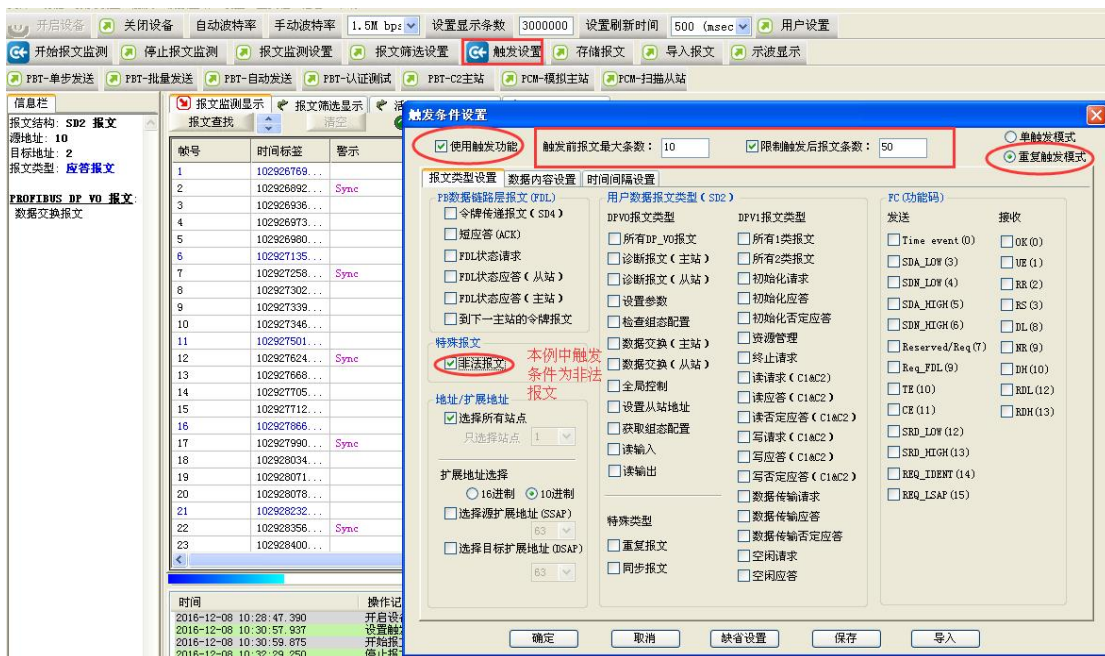 开启设备 关闭设备 自动波特率 手动波特率 1.5M bps 设置显示条数 3000000 设置刷新时间 500 (msec 用户设置
开始报文监测 停止报文监测 报文监测设置 报文筛选设置 触发设置 存储报文 导入报文 示波显示
PBT-单步发送 PBT-批量发送 PBT-自动发送 PBT-认证测试 PBT-C2主站 PCM-模拟主站 PCM-扫描从站
信息栏
报文结构: SD2 报文
源地址: 10
目标地址: 2
报文类型: 应答报文
PROFIBUS DP V0 报文:
数据交换报文
报文监测显示 报文筛选显示 活
报文查找 清空
帧号 时间标签 警示
1 102926769...
2 102926892... Sync
3 102926936...
4 102926973...
5 102926980...
6 102927135...
7 102927258... Sync
8 102927302...
9 102927339...
10 102927346...
11 102927501...
12 102927624... Sync
13 102927668...
14 102927705...
15 102927712...
16 102927866...
17 102927990... Sync
18 102928034...
19 102928071...
20 102928078...
21 102928232...
22 102928356... Sync
23 102928400...
时间 操作记
2016-12-08 10:28:47.390 开启设
2016-12-08 10:30:57.937 设置触
2016-12-08 10:30:59.875 开始报
2016-12-08 10:32:29.250 停止报
触发条件设置
使用触发功能 触发前报文最大条数: 10 限制触发后报文条数: 50
单触发模式
重复触发模式
报文类型设置 数据内容设置 时间间隔设置
PB数据链路层报文(FDL)
令牌传递报文(SD4)
短应答(ACK)
FDL状态请求
FDL状态应答(从站)
FDL状态应答(主站)
到下一主站的令牌报文
特殊报文
非法报文
本例中触发
条件为非法
报文
地址/扩展地址
选择所有站点
只选择站点 1
扩展地址选择
16进制 10进制
选择源扩展地址(SSAP)
63
选择目标扩展地址(DSAP)
63
用户数据报文类型(SD2)
DPV0报文类型
所有DP_V0报文
诊断报文(主站)
诊断报文(从站)
设置参数
检查组态配置
数据交换(主站)
数据交换(从站)
全局控制
设置从站地址
获取组态配置
读输入
读输出
特殊类型
重复报文
同步报文
DPV1报文类型
所有1类报文
所有2类报文
初始化请求
初始化应答
初始化否定应答
资源管理
终止请求
读请求(C1&C2)
读应答(C1&C2)
读否定应答(C1&C2)
写请求(C1&C2)
写应答(C1&C2)
写否定应答(C1&C2)
数据传输请求
数据传输应答
数据传输否定应答
空闲请求
空闲应答
FC(功能码)
发送
Time event(0)
SDA_LOW(3)
SDN_LOW(4)
SDA_HIGH(5)
SDN_HIGH(6)
Reserved/Req(7)
Req_FDL(9)
TE(10)
CE(11)
SRD_LOW(12)
SRD_HIGH(13)
REQ_IDENT(14)
REQ_LSAP(15)
接收
OK(0)
UE(1)
RR(2)
RS(3)
DL(8)
NR(9)
DH(10)
RDL(12)
RDH(13)
确定 取消 缺省设置 保存 导入